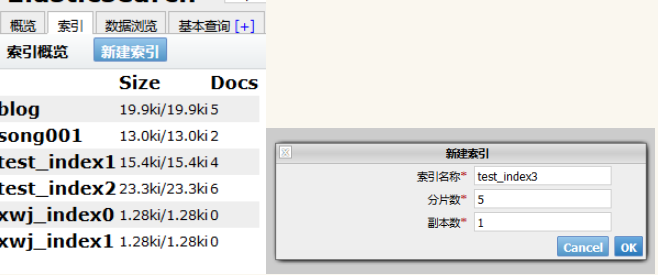 概览 索引 数据浏览 基本查询 [+]
索引概览 新建索引
Size Docs
blog 19.9ki/19.9ki 5
song001 13.0ki/13.0ki 2
test_index1 15.4ki/15.4ki 4
test_index2 23.3ki/23.3ki 6
xwj_index0 1.28ki/1.28ki 0
xwj_index1 1.28ki/1.28ki 0
新建索引
索引名称* test_index3
分片数* 5
副本数* 1
Cancel OK